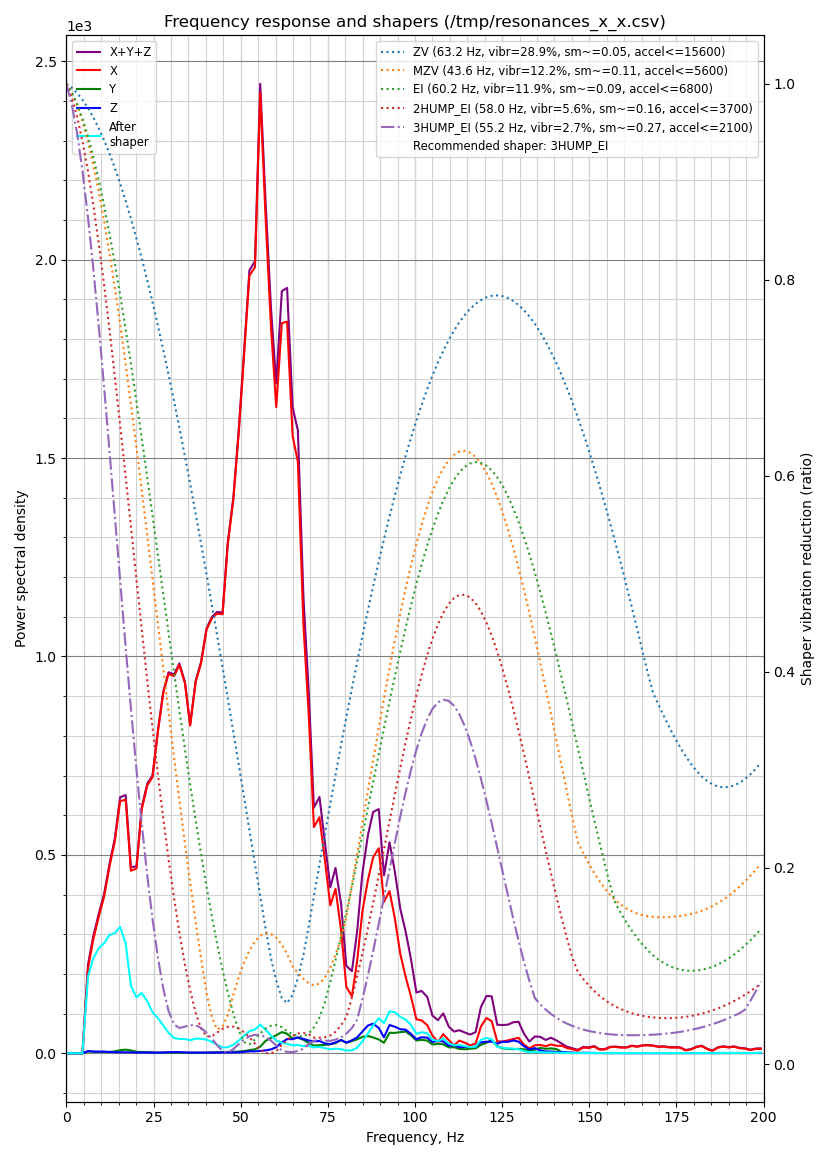 Frequency response and shapers (/tmp/resonances_x_x.csv)
1e3
X+Y+Z
X
Y
Z
After
shaper
ZV (63.2 Hz, vibr=28.9%, sm~=0.05, accel<=15600)
MZV (43.6 Hz, vibr=12.2%, sm~=0.11, accel<=5600)
EI (60.2 Hz, vibr=11.9%, sm~=0.09, accel<=6800)
2HUMP_EI (58.0 Hz, vibr=5.6%, sm~=0.16, accel<=3700)
3HUMP_EI (55.2 Hz, vibr=2.7%, sm~=0.27, accel<=2100)
Recommended shaper: 3HUMP_EI
2.5
2.0
1.5
1.0
0.5
0.0
Power spectral density
1.0
0.8
0.6
0.4
0.2
0.0
Shaper vibration reduction (ratio)
0 25 50 75 100 125 150 175 200
Frequency, Hz